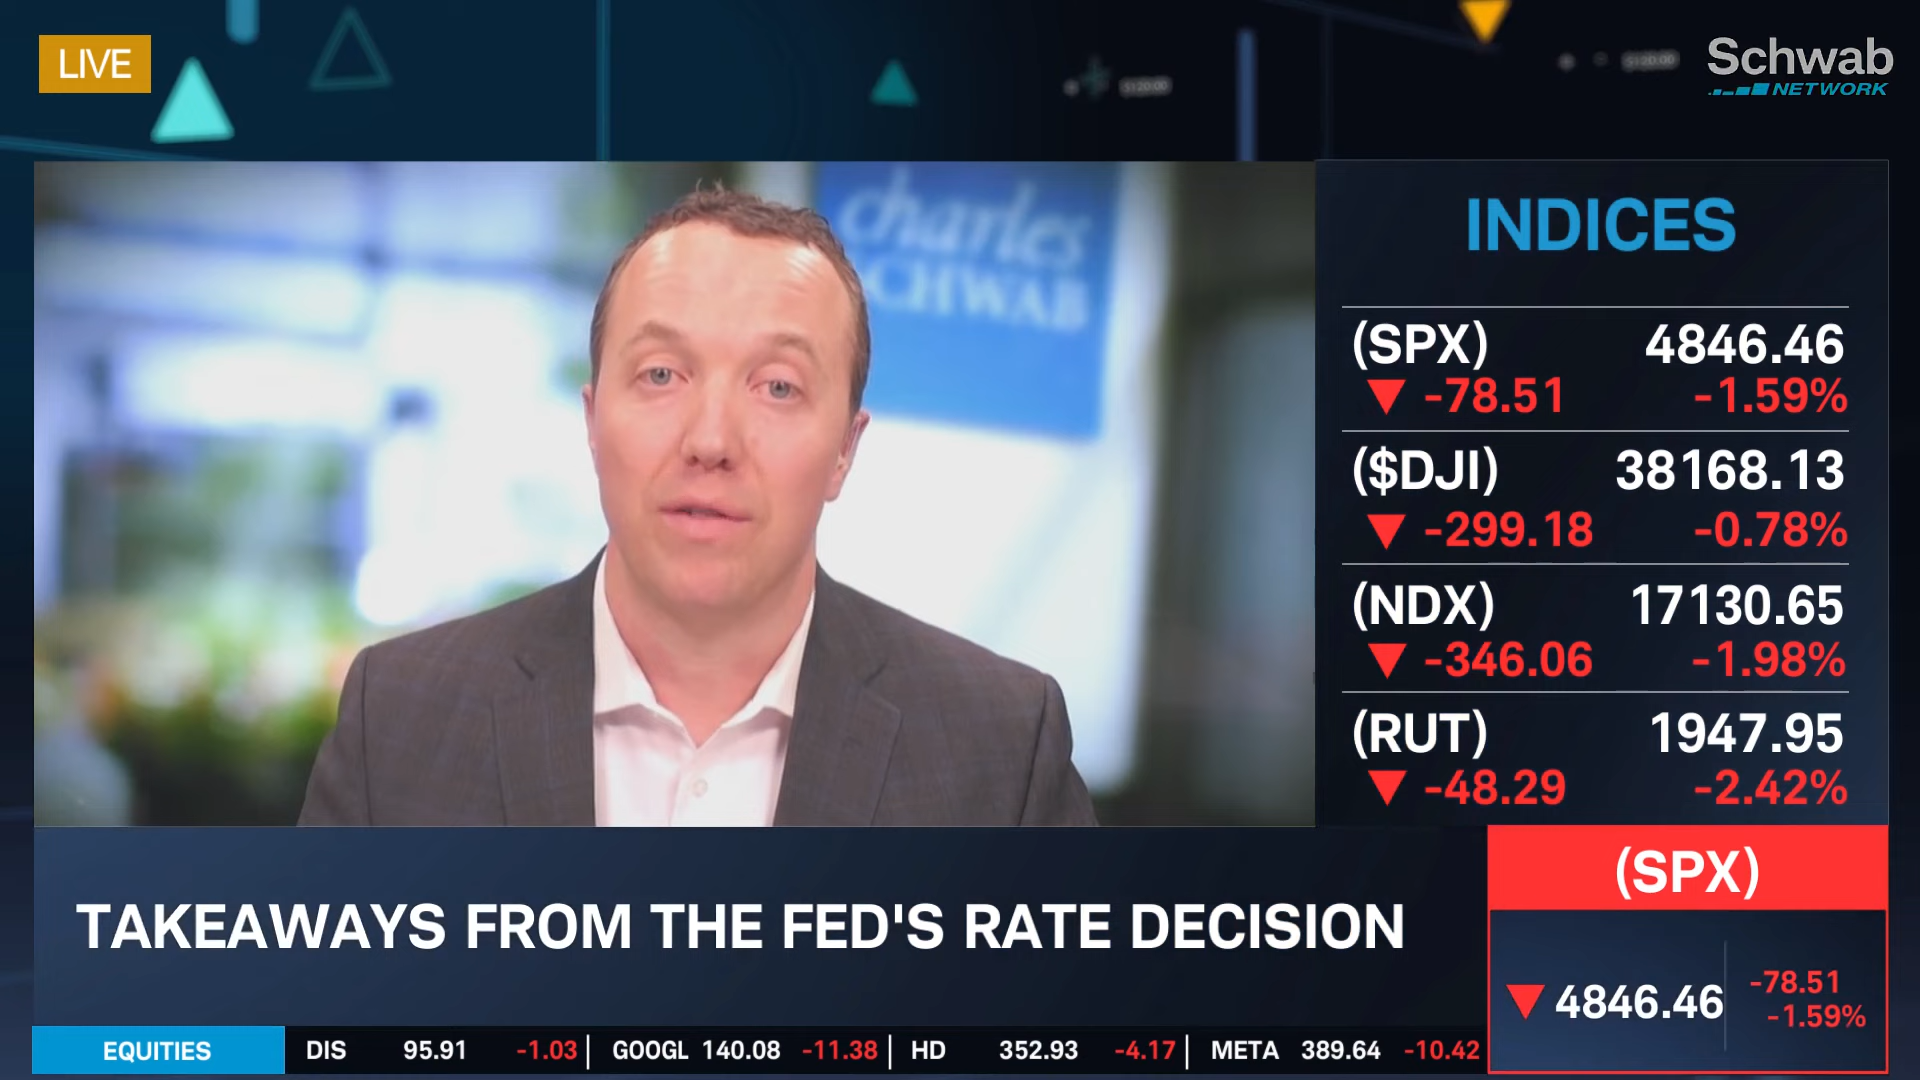 LIVE
Schwab
NETWORK
charles
SCHWAB
INDICES
(SPX) 4846.46
▼ -78.51 -1.59%
($DJI) 38168.13
▼ -299.18 -0.78%
(NDX) 17130.65
▼ -346.06 -1.98%
(RUT) 1947.95
▼ -48.29 -2.42%
TAKEAWAYS FROM THE FED'S RATE DECISION
(SPX)
▼ 4846.46 -78.51
-1.59%
EQUITIES DIS 95.91 -1.03 | GOOGL 140.08 -11.38 | HD 352.93 -4.17 | META 389.64 -10.42